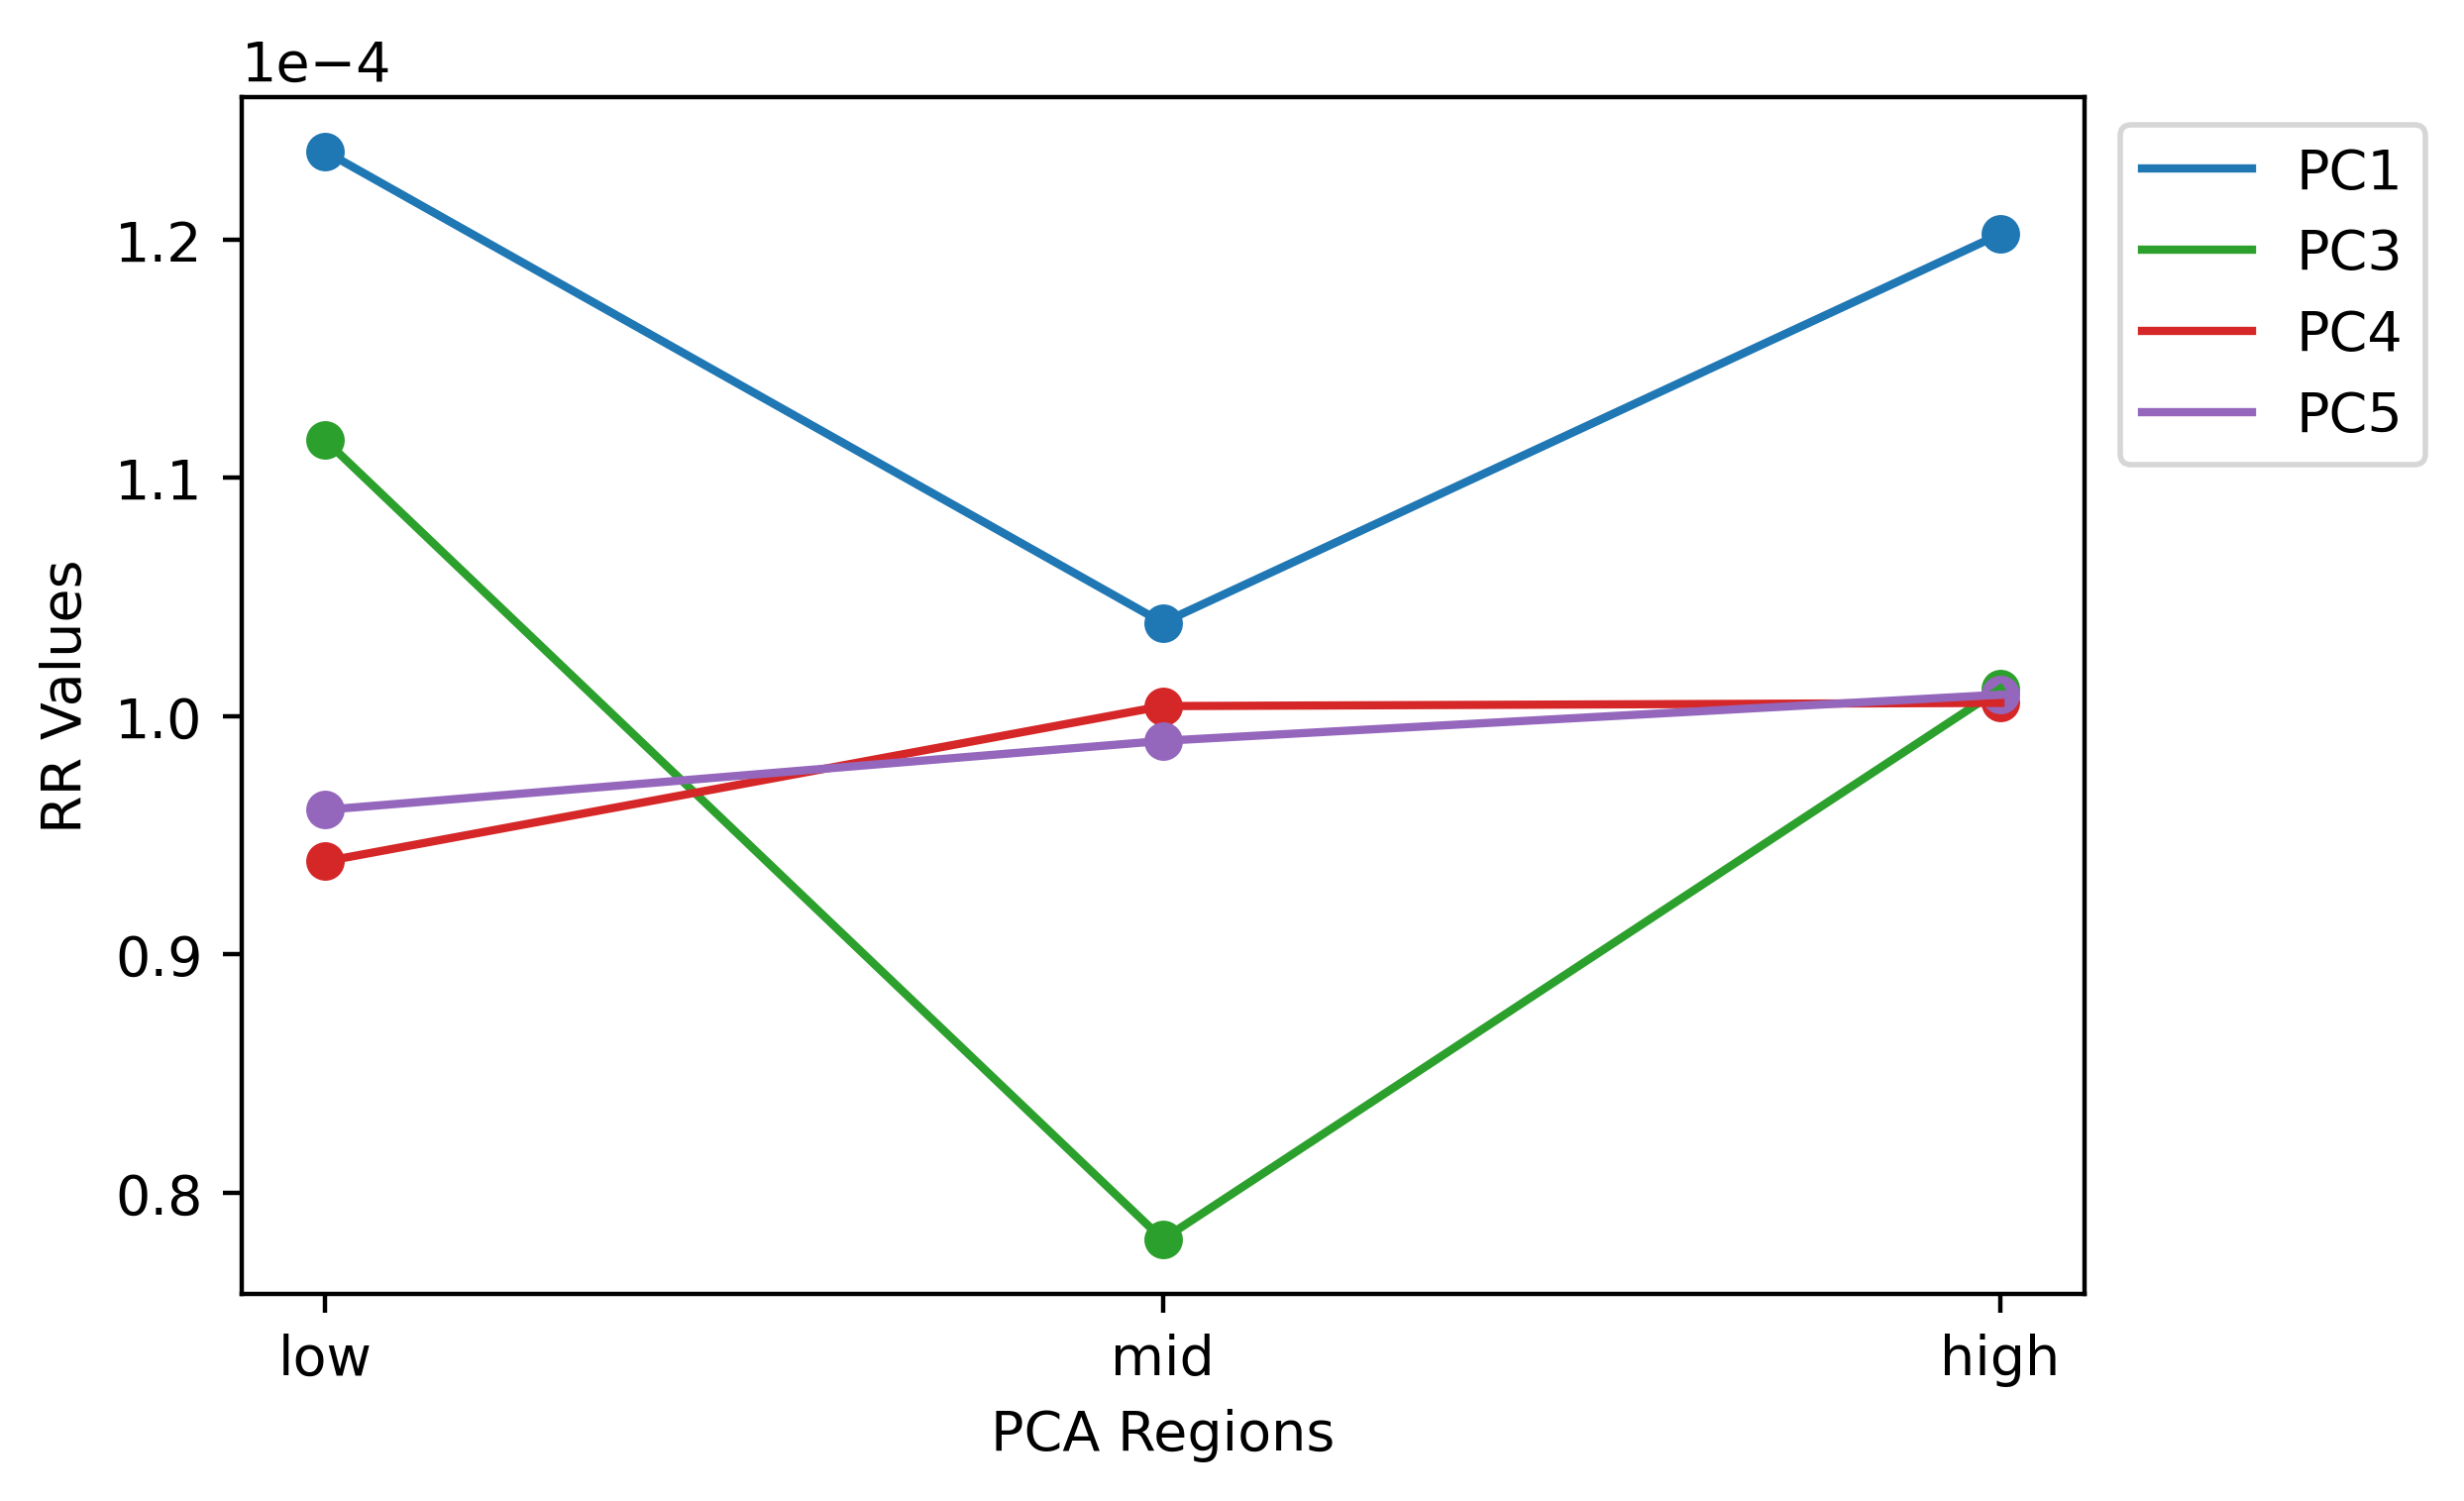 1e−4
1.2
1.1
1.0
0.9
0.8
RR Values
low
mid
high
PCA Regions
PC1
PC3
PC4
PC5